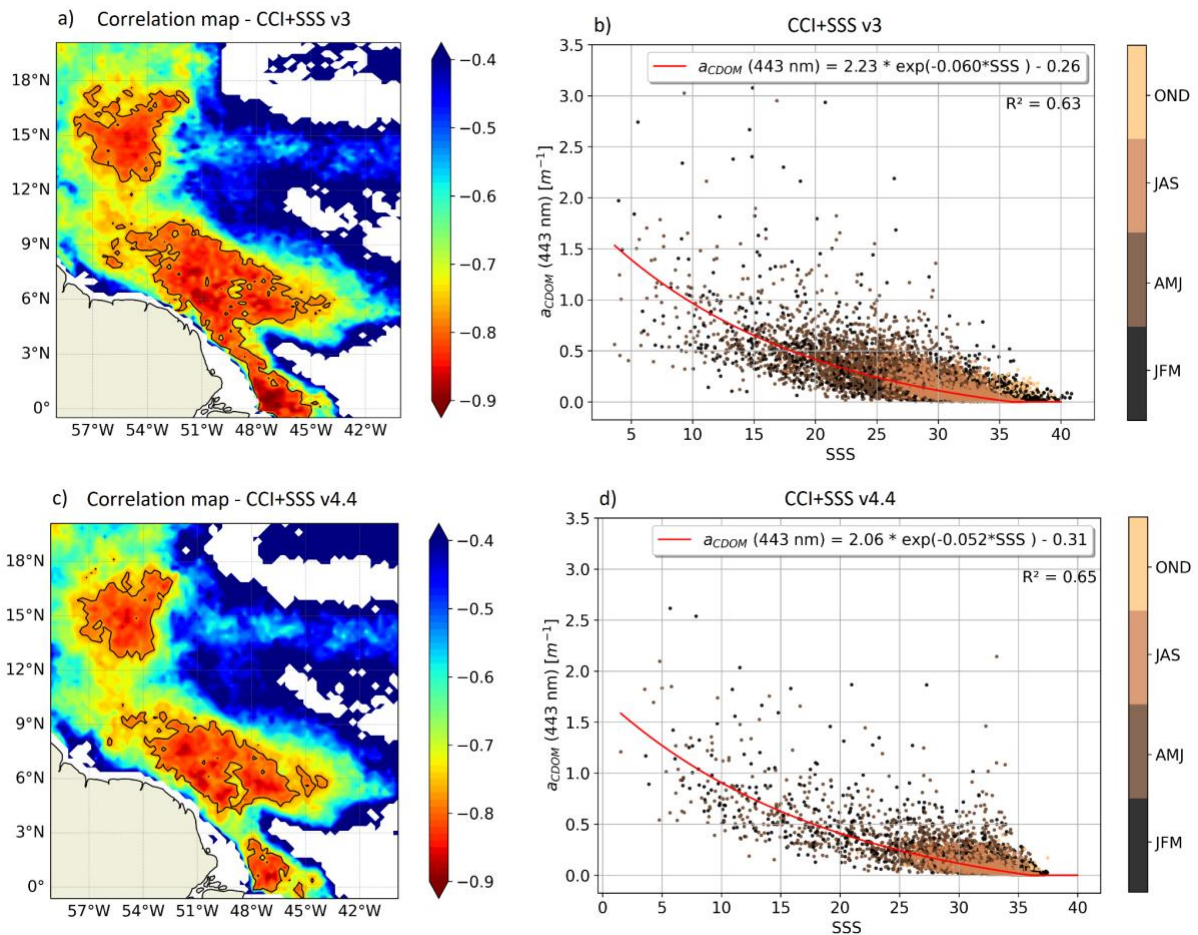 a) Correlation map - CCI+SSS v3
18°N
15°N
12°N
9°N
6°N
3°N
0°
57°W 54°W 51°W 48°W 45°W 42°W
−0.4
−0.5
−0.6
−0.7
−0.8
−0.9
b) CCI+SSS v3
a_CDOM (443 nm) = 2.23 * exp(-0.060*SSS ) - 0.26
R² = 0.63
a_CDOM (443 nm) [m⁻¹]
3.5
3.0
2.5
2.0
1.5
1.0
0.5
0.0
5 10 15 20 25 30 35 40
SSS
OND
JAS
AMJ
JFM
c) Correlation map - CCI+SSS v4.4
18°N
15°N
12°N
9°N
6°N
3°N
0°
57°W 54°W 51°W 48°W 45°W 42°W
−0.4
−0.5
−0.6
−0.7
−0.8
−0.9
d) CCI+SSS v4.4
a_CDOM (443 nm) = 2.06 * exp(-0.052*SSS ) - 0.31
R² = 0.65
a_CDOM (443 nm) [m⁻¹]
3.5
3.0
2.5
2.0
1.5
1.0
0.5
0.0
0 5 10 15 20 25 30 35 40
SSS
OND
JAS
AMJ
JFM